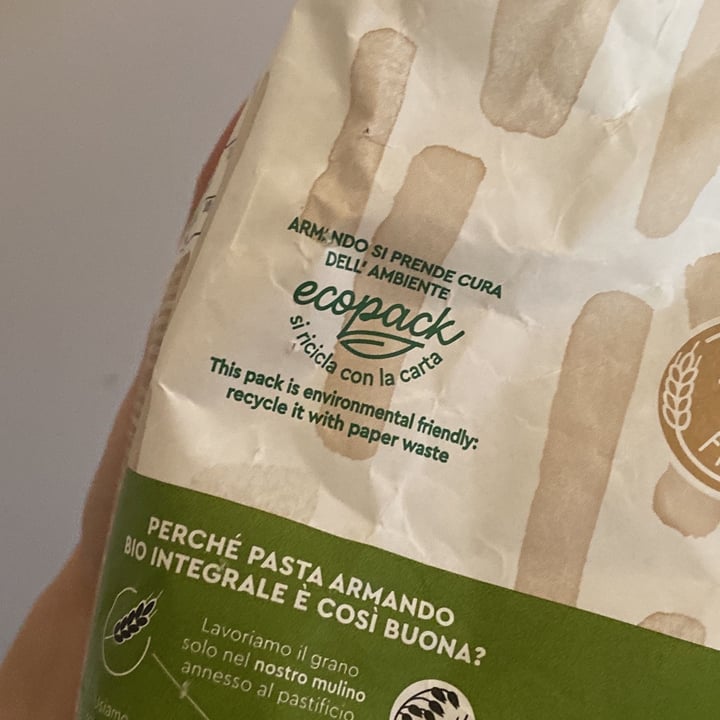 ARMANDO SI PRENDE CURA
DELL' AMBIENTE
ecopack
si ricicla con la carta
This pack is environmental friendly:
recycle it with paper waste
PERCHÉ PASTA ARMANDO
BIO INTEGRALE È COSÌ BUONA?
Lavoriamo il grano
solo nel nostro mulino
annesso al pastificio